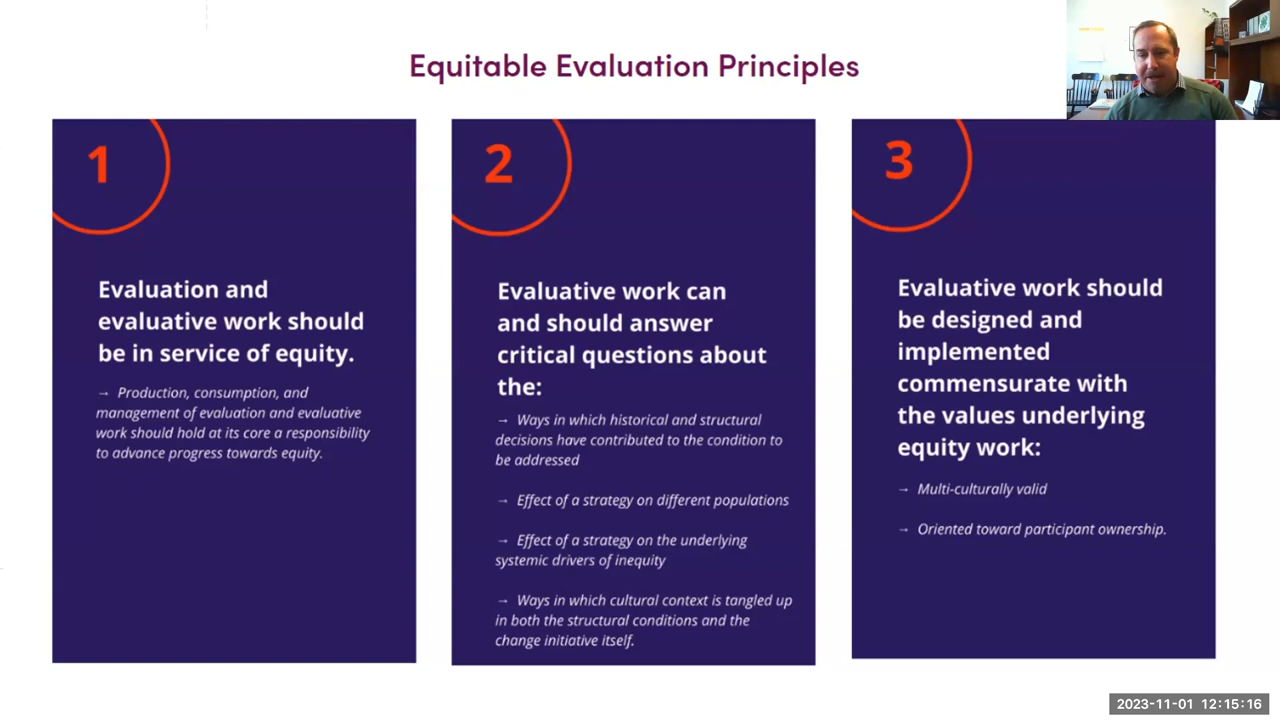 Equitable Evaluation Principles
1
Evaluation and
evaluative work should
be in service of equity.
→ Production, consumption, and
management of evaluation and evaluative
work should hold at its core a responsibility
to advance progress towards equity.
2
Evaluative work can
and should answer
critical questions about
the:
→ Ways in which historical and structural
decisions have contributed to the condition to
be addressed
→ Effect of a strategy on different populations
→ Effect of a strategy on the underlying
systemic drivers of inequity
→ Ways in which cultural context is tangled up
in both the structural conditions and the
change initiative itself.
3
Evaluative work should
be designed and
implemented
commensurate with
the values underlying
equity work:
→ Multi-culturally valid
→ Oriented toward participant ownership.
2023-11-01 12:15:16